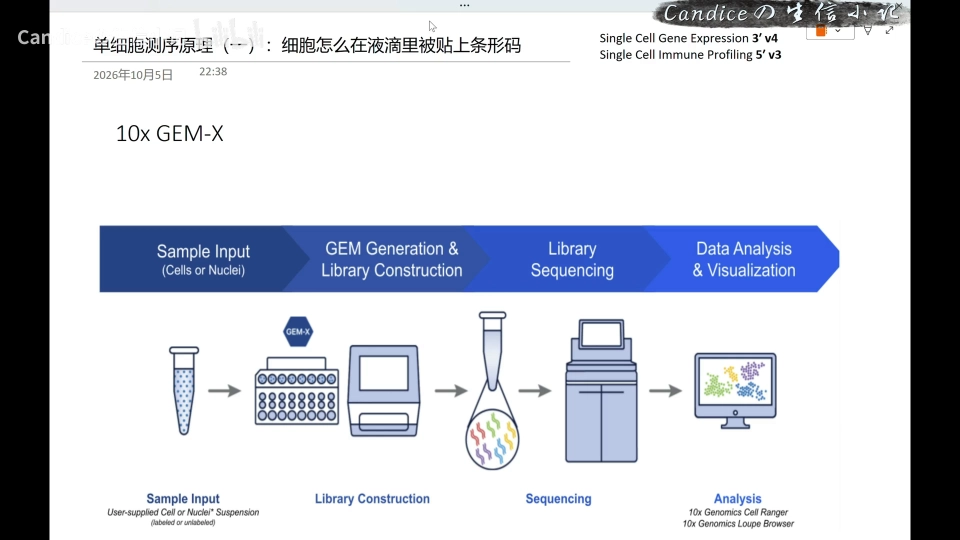 Candiceの生信小记
单细胞测序原理（一）：细胞怎么在液滴里被贴上条形码
2026年10月5日 22:38
Single Cell Gene Expression 3’ v4
Single Cell Immune Profiling 5’ v3
10x GEM-X
Sample Input
(Cells or Nuclei)
GEM Generation &
Library Construction
Library
Sequencing
Data Analysis
& Visualization
GEM-X
Sample Input
User-supplied Cell or Nuclei* Suspension
(labeled or unlabeled)
Library Construction
Sequencing
Analysis
10x Genomics Cell Ranger
10x Genomics Loupe Browser